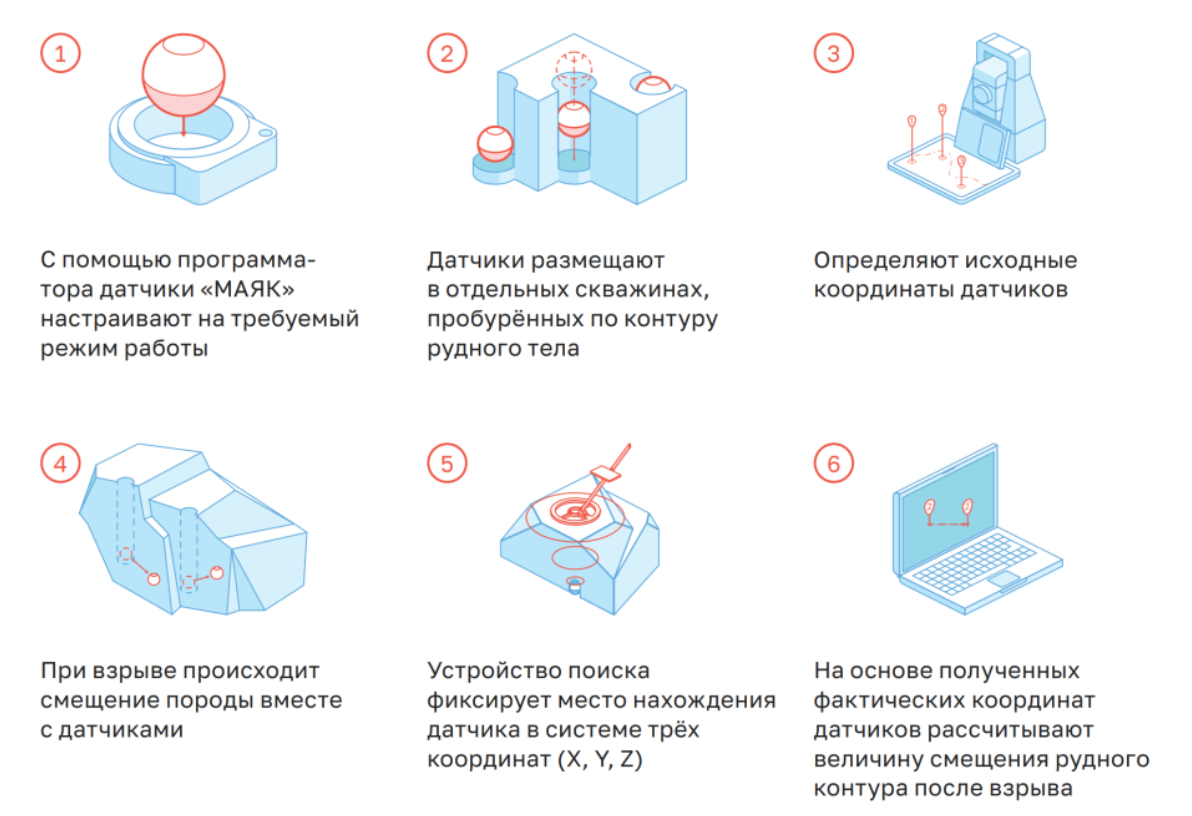 1
С помощью программа-
тора датчики «МАЯК»
настраивают на требуемый
режим работы
2
Датчики размещают
в отдельных скважинах,
пробурённых по контуру
рудного тела
3
Определяют исходные
координаты датчиков
4
При взрыве происходит
смещение породы вместе
с датчиками
5
Устройство поиска
фиксирует место нахождения
датчика в системе трёх
координат (X, Y, Z)
6
На основе полученных
фактических координат
датчиков рассчитывают
величину смещения рудного
контура после взрыва